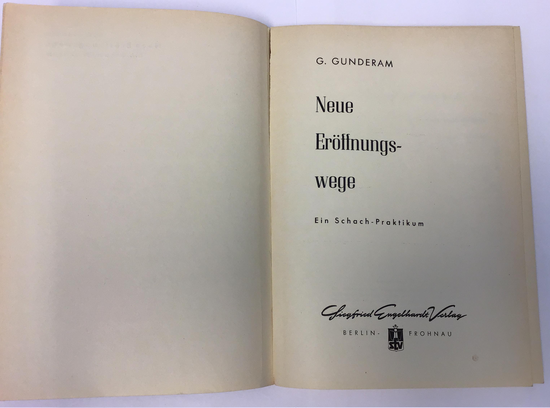 G. GUNDERAM
Neue
Eröffnungs-
wege
Ein Schach-Praktikum
Siegfried Engelhardt Verlag
BERLIN-FROHNAU
SEV